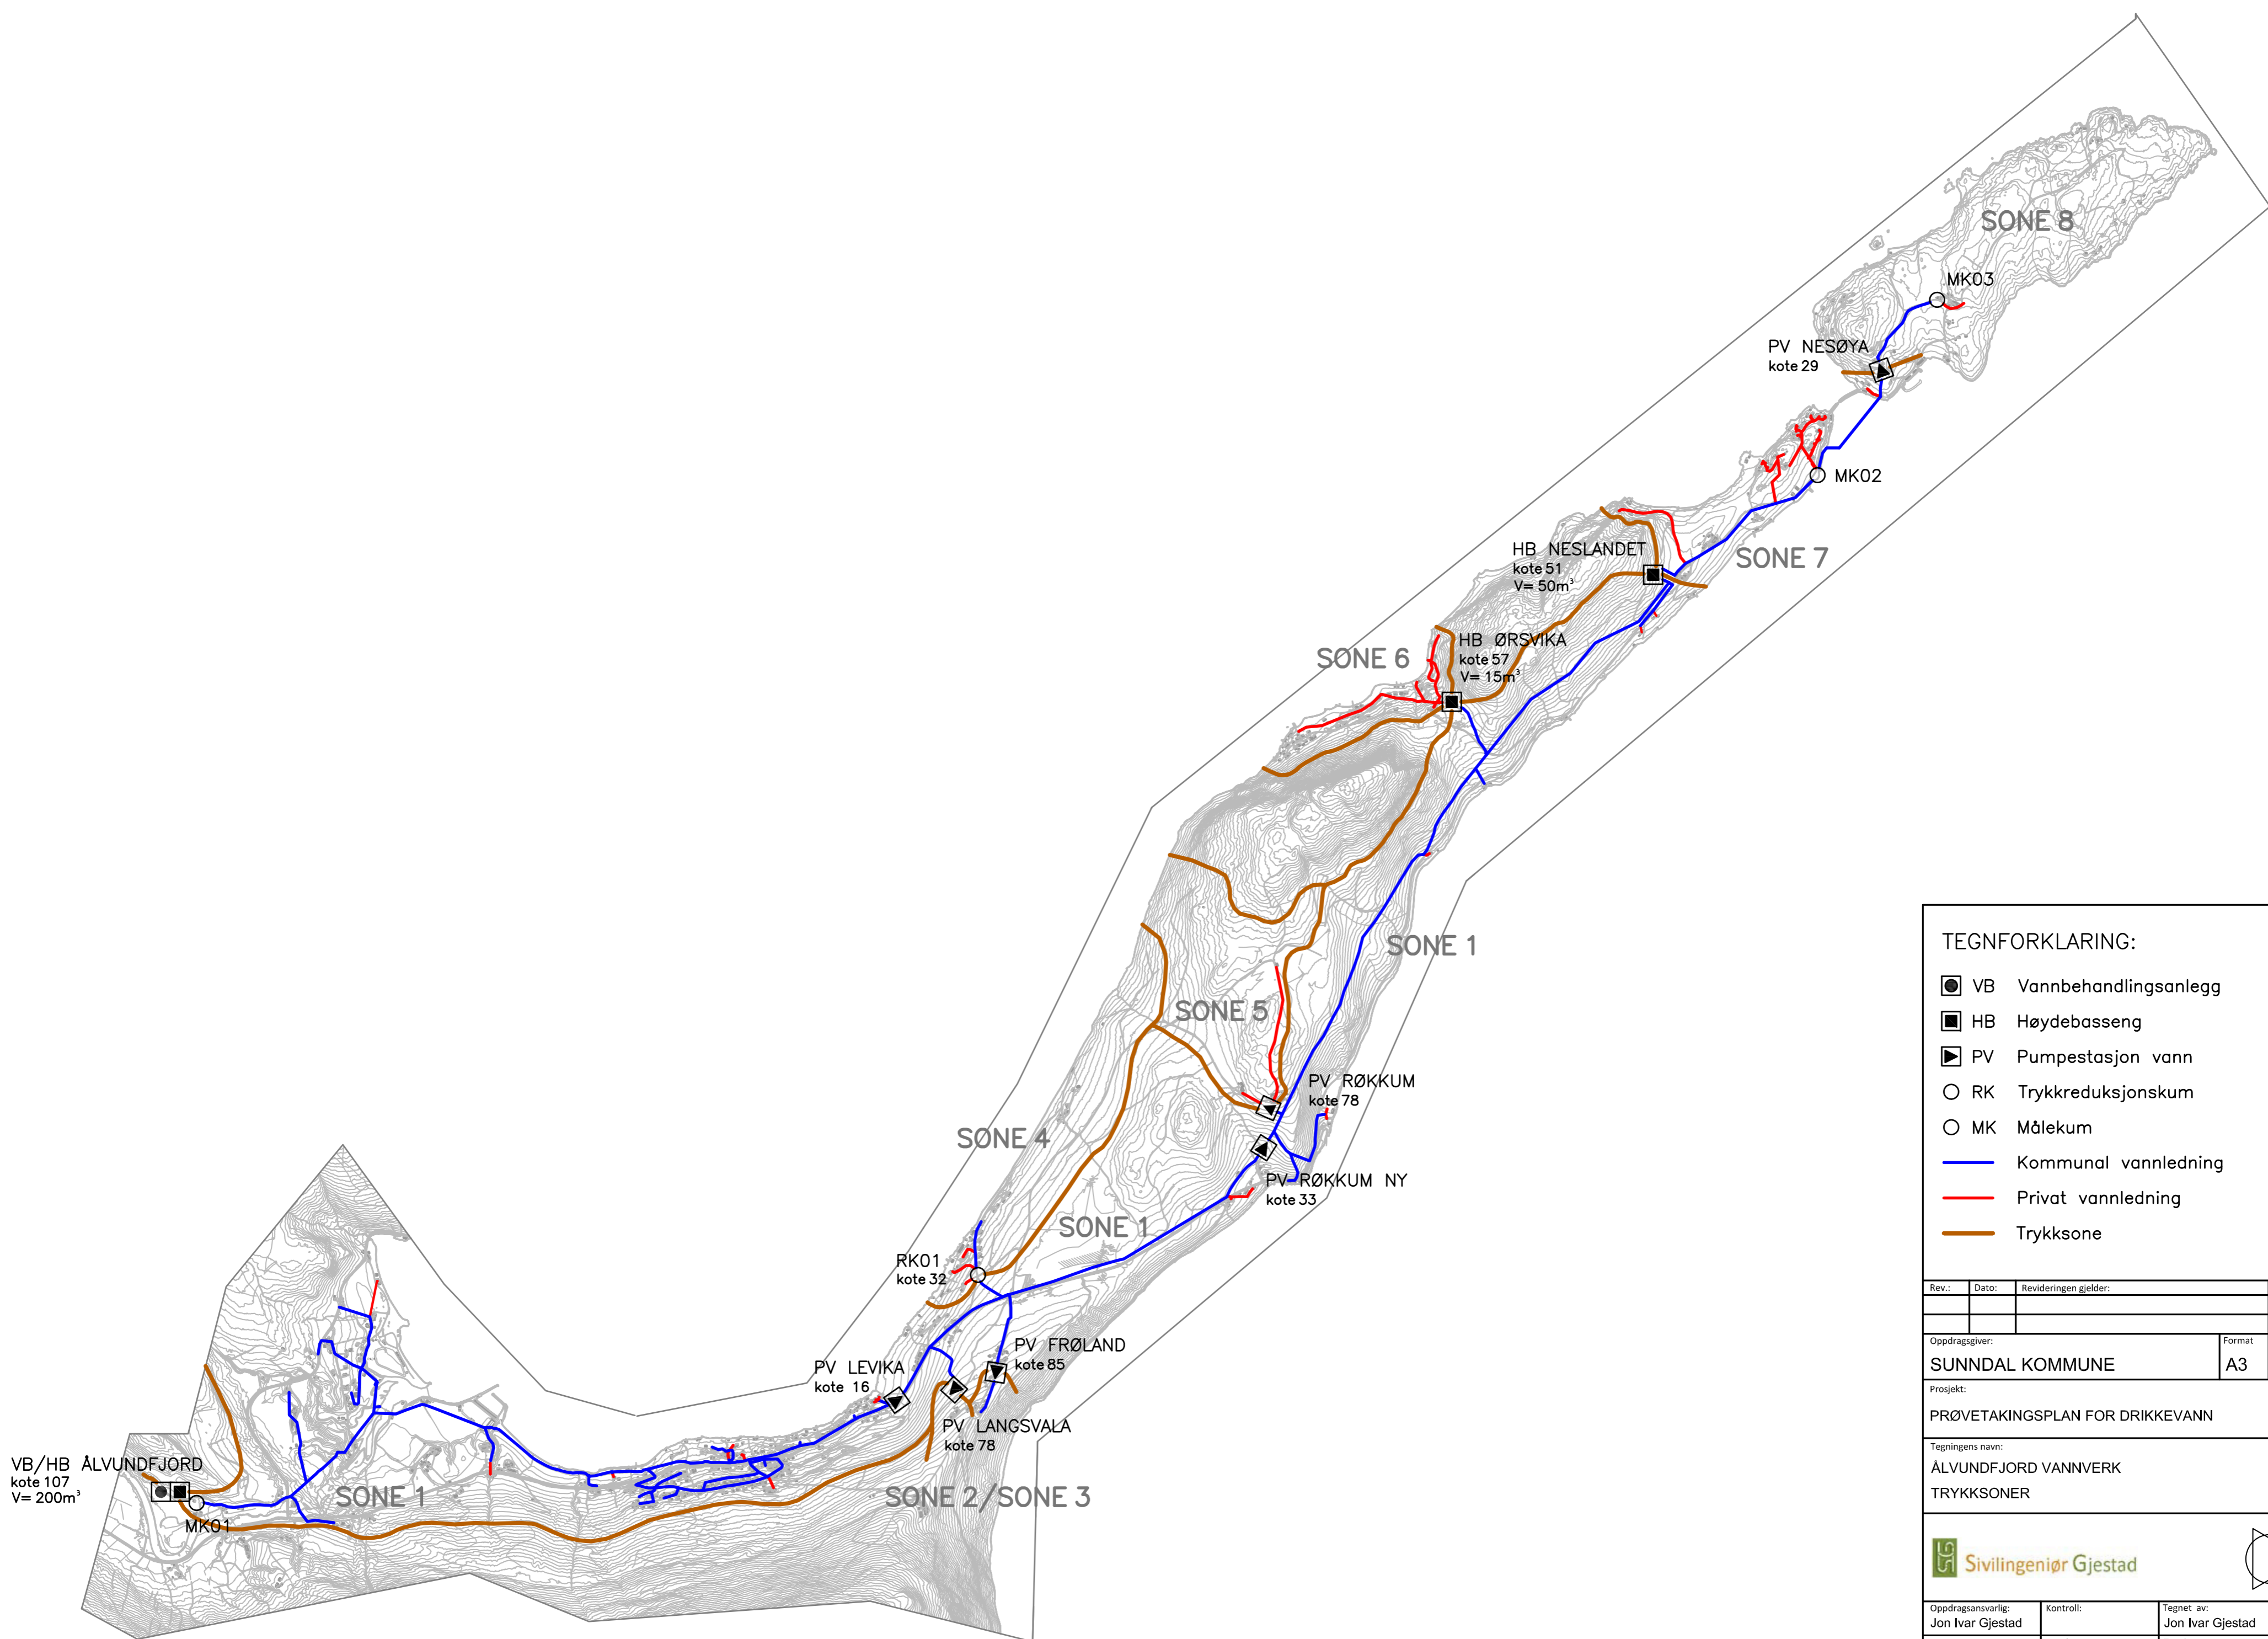 SONE 8
MK03
PV NESØYA
kote 29
MK02
HB NESLANDET
kote 51
V= 50m³
SONE 7
HB ØRSVIKA
kote 57
V= 15m³
SONE 6
SONE 1
SONE 5
PV RØKKUM
kote 78
SONE 4
PV RØKKUM NY
kote 33
SONE 1
RK01
kote 32
PV FRØLAND
kote 85
PV LEVIKA
kote 16
PV LANGSVALA
kote 78
VB/HB ÅLVUNDFJORD
kote 107
V= 200m³
MK01
SONE 1
SONE 2/SONE 3
TEGNFORKLARING:
VB Vannbehandlingsanlegg
HB Høydebasseng
PV Pumpestasjon vann
RK Trykkreduksjonskum
MK Målekum
Kommunal vannledning
Privat vannledning
Trykksone
Rev.: Dato: Revideringen gjelder:
Oppdragsgiver: Format
SUNNDAL KOMMUNE A3
Prosjekt:
PRØVETAKINGSPLAN FOR DRIKKEVANN
Tegningens navn:
ÅLVUNDFJORD VANNVERK
TRYKKSONER
SG Sivilingeniør Gjestad
Oppdragsansvarlig: Kontroll: Tegnet av:
Jon Ivar Gjestad Jon Ivar Gjestad